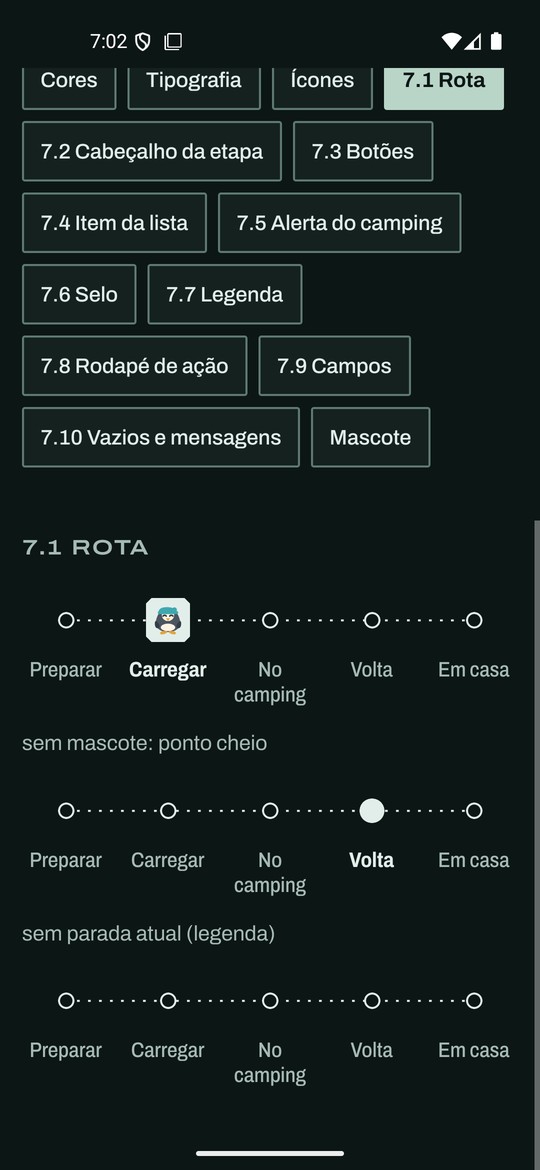 7:02
Cores
Tipografia
Ícones
7.1 Rota
7.2 Cabeçalho da etapa
7.3 Botões
7.4 Item da lista
7.5 Alerta do camping
7.6 Selo
7.7 Legenda
7.8 Rodapé de ação
7.9 Campos
7.10 Vazios e mensagens
Mascote
7.1 ROTA
Preparar
Carregar
No
camping
Volta
Em casa
sem mascote: ponto cheio
Preparar
Carregar
No
camping
Volta
Em casa
sem parada atual (legenda)
Preparar
Carregar
No
camping
Volta
Em casa